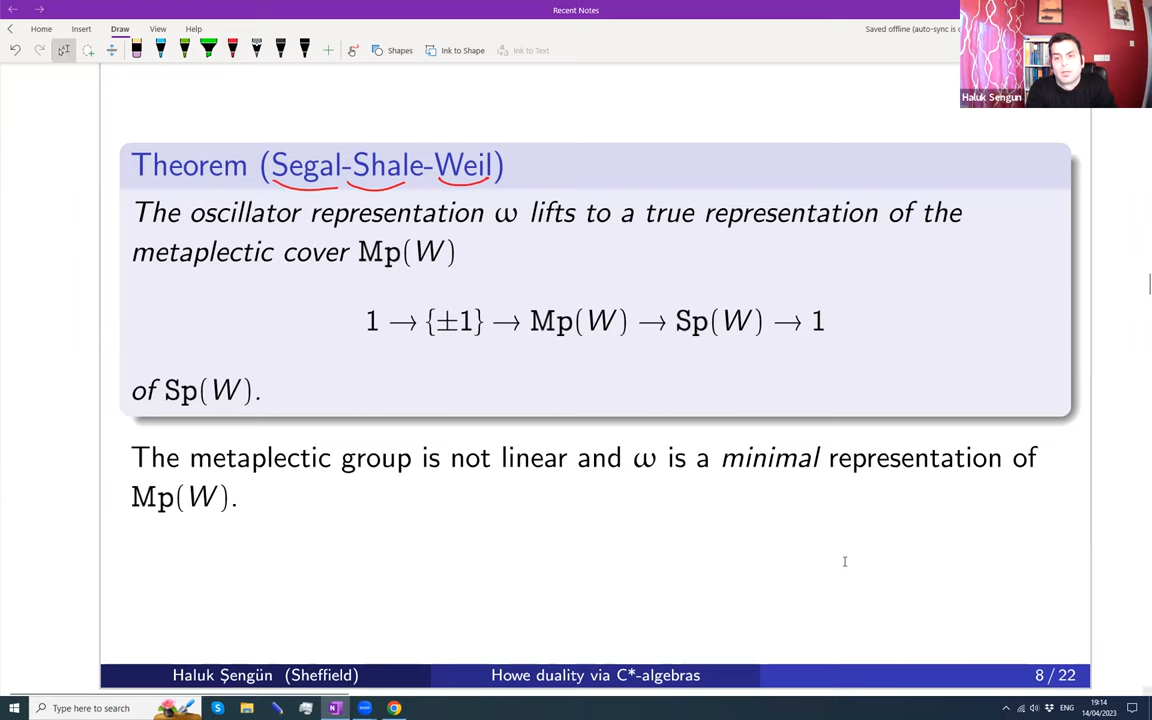 Recent Notes
Home Insert Draw View Help
Saved offline (auto-sync is o
Shapes Ink to Shape Ink to Text
Haluk Sengun
Theorem (Segal-Shale-Weil)
The oscillator representation ω lifts to a true representation of the
metaplectic cover Mp(W)
1 → {±1} → Mp(W) → Sp(W) → 1
of Sp(W).
The metaplectic group is not linear and ω is a minimal representation of
Mp(W).
Haluk Şengün (Sheffield) Howe duality via C*-algebras 8 / 22
Type here to search
ENG
19:14
14/04/2023